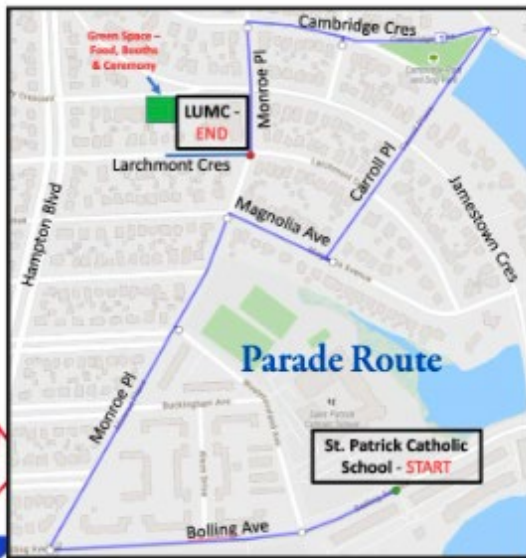 Cambridge Cres
Green Space –
Food, Booths
& Ceremony
Monroe Pl
LUMC -
END
Larchmont Cres
Carroll Pl
Jamestown Cres
Hampton Blvd
Magnolia Ave
Parade Route
Monroe Pl
Buckingham Ave
St. Patrick Catholic
School - START
Bolling Ave